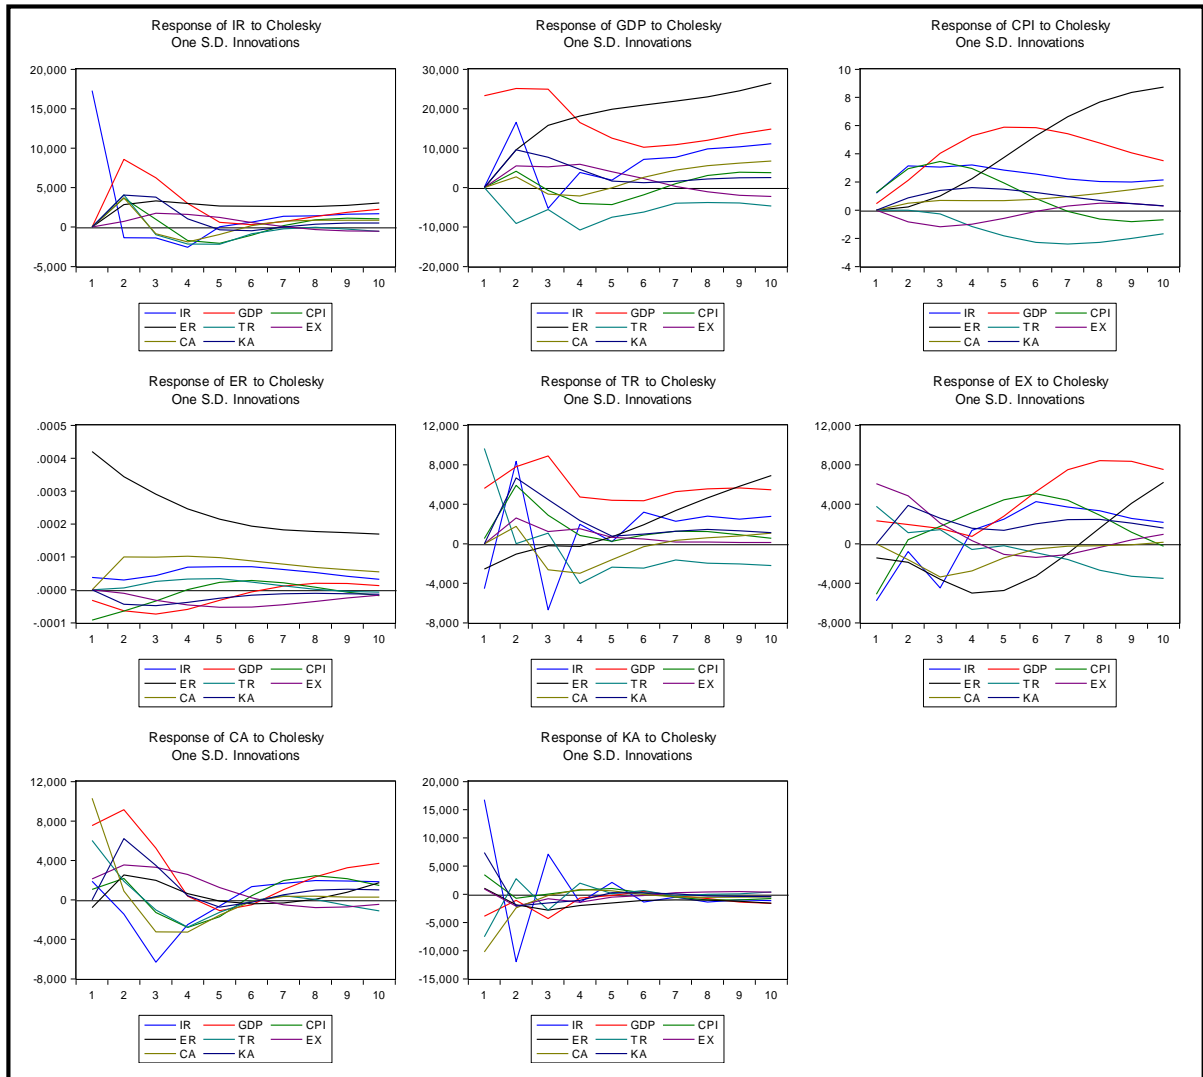 Response of IR to Cholesky
One S.D. Innovations
20,000
15,000
10,000
5,000
0
-5,000
1 2 3 4 5 6 7 8 9 10
IR GDP CPI
ER TR EX
CA KA
Response of GDP to Cholesky
One S.D. Innovations
30,000
20,000
10,000
0
-10,000
-20,000
1 2 3 4 5 6 7 8 9 10
IR GDP CPI
ER TR EX
CA KA
Response of CPI to Cholesky
One S.D. Innovations
10
8
6
4
2
0
-2
-4
1 2 3 4 5 6 7 8 9 10
IR GDP CPI
ER TR EX
CA KA
Response of ER to Cholesky
One S.D. Innovations
.0005
.0004
.0003
.0002
.0001
.0000
-.0001
1 2 3 4 5 6 7 8 9 10
IR GDP CPI
ER TR EX
CA KA
Response of TR to Cholesky
One S.D. Innovations
12,000
8,000
4,000
0
-4,000
-8,000
1 2 3 4 5 6 7 8 9 10
IR GDP CPI
ER TR EX
CA KA
Response of EX to Cholesky
One S.D. Innovations
12,000
8,000
4,000
0
-4,000
-8,000
1 2 3 4 5 6 7 8 9 10
IR GDP CPI
ER TR EX
CA KA
Response of CA to Cholesky
One S.D. Innovations
12,000
8,000
4,000
0
-4,000
-8,000
1 2 3 4 5 6 7 8 9 10
IR GDP CPI
ER TR EX
CA KA
Response of KA to Cholesky
One S.D. Innovations
20,000
15,000
10,000
5,000
0
-5,000
-10,000
-15,000
1 2 3 4 5 6 7 8 9 10
IR GDP CPI
ER TR EX
CA KA